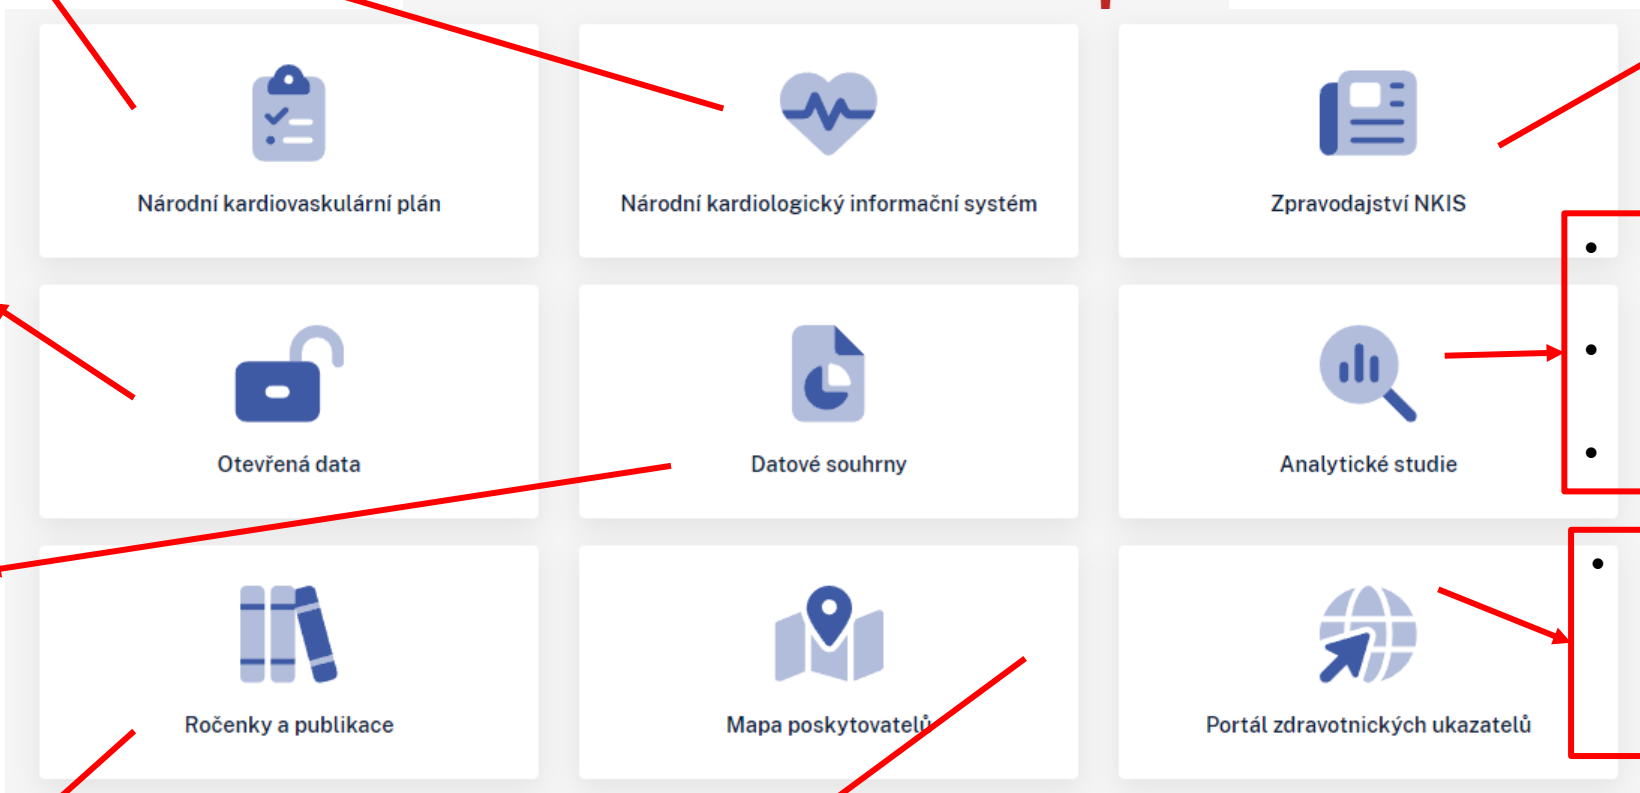 Národní kardiovaskulární plán
Národní kardiologický informační systém
Zpravodajství NKIS
Otevřená data
Datové souhrny
Analytické studie
Ročenky a publikace
Mapa poskytovatelů
Portál zdravotnických ukazatelů